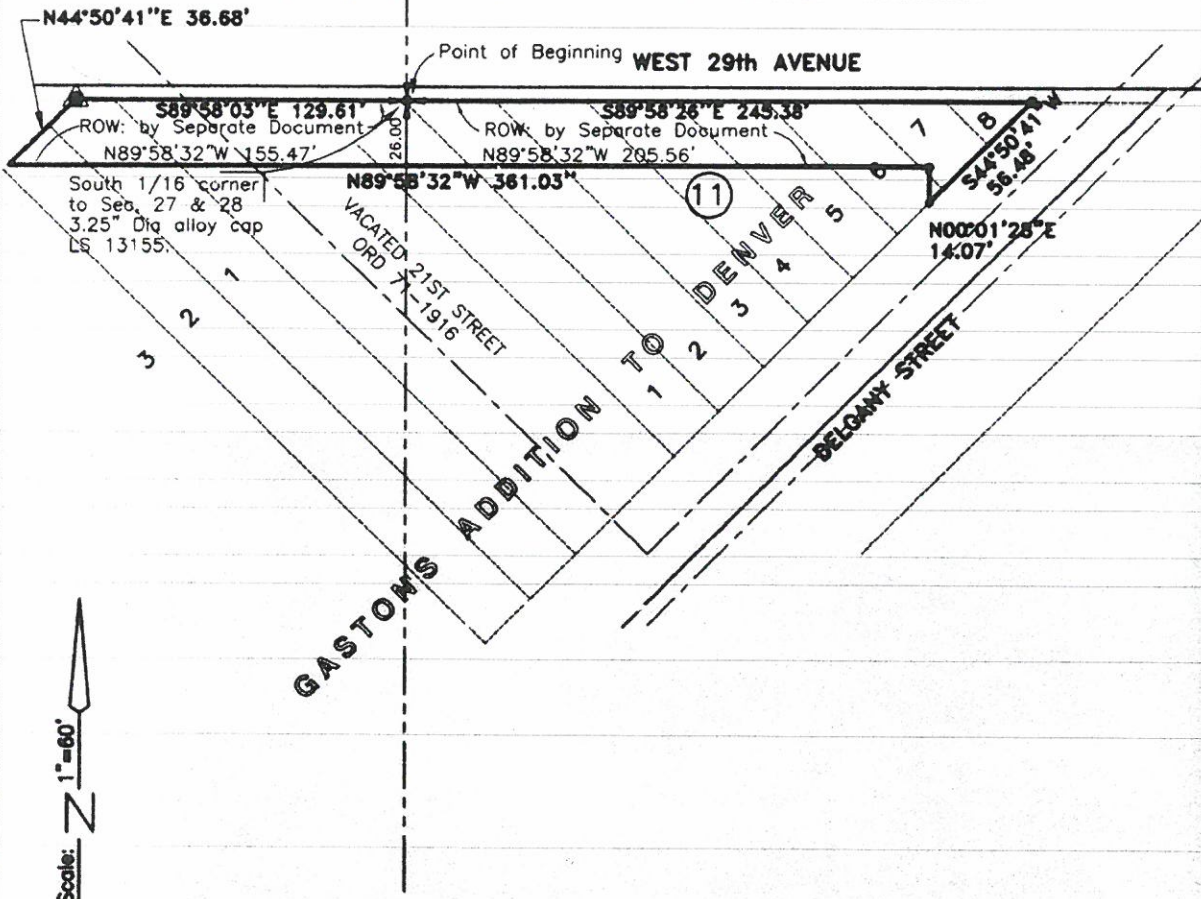 N44°50'41"E 36.68'
Point of Beginning
WEST 29th AVENUE
S89°58'03"E 129.61'
S89°58'26"E 245.38'
ROW: by Separate Document
N89°58'32"W 155.47'
26.00'
ROW: by Separate Document
N89°58'32"W 205.56'
7
8
S44°50'41"W
56.48'
6
South 1/16 corner
to Sec. 27 & 28
3.25" Dia alloy cap
LS 13155.
N89°58'32"W 361.03'
11
N00°01'28"E
14.07'
VACATED 21ST STREET
ORD 71-1916
1
2
3
5
4
3
2
1
GASTON'S ADDITION TO DENVER
DELGANY STREET
Scale: 1"=60'
N